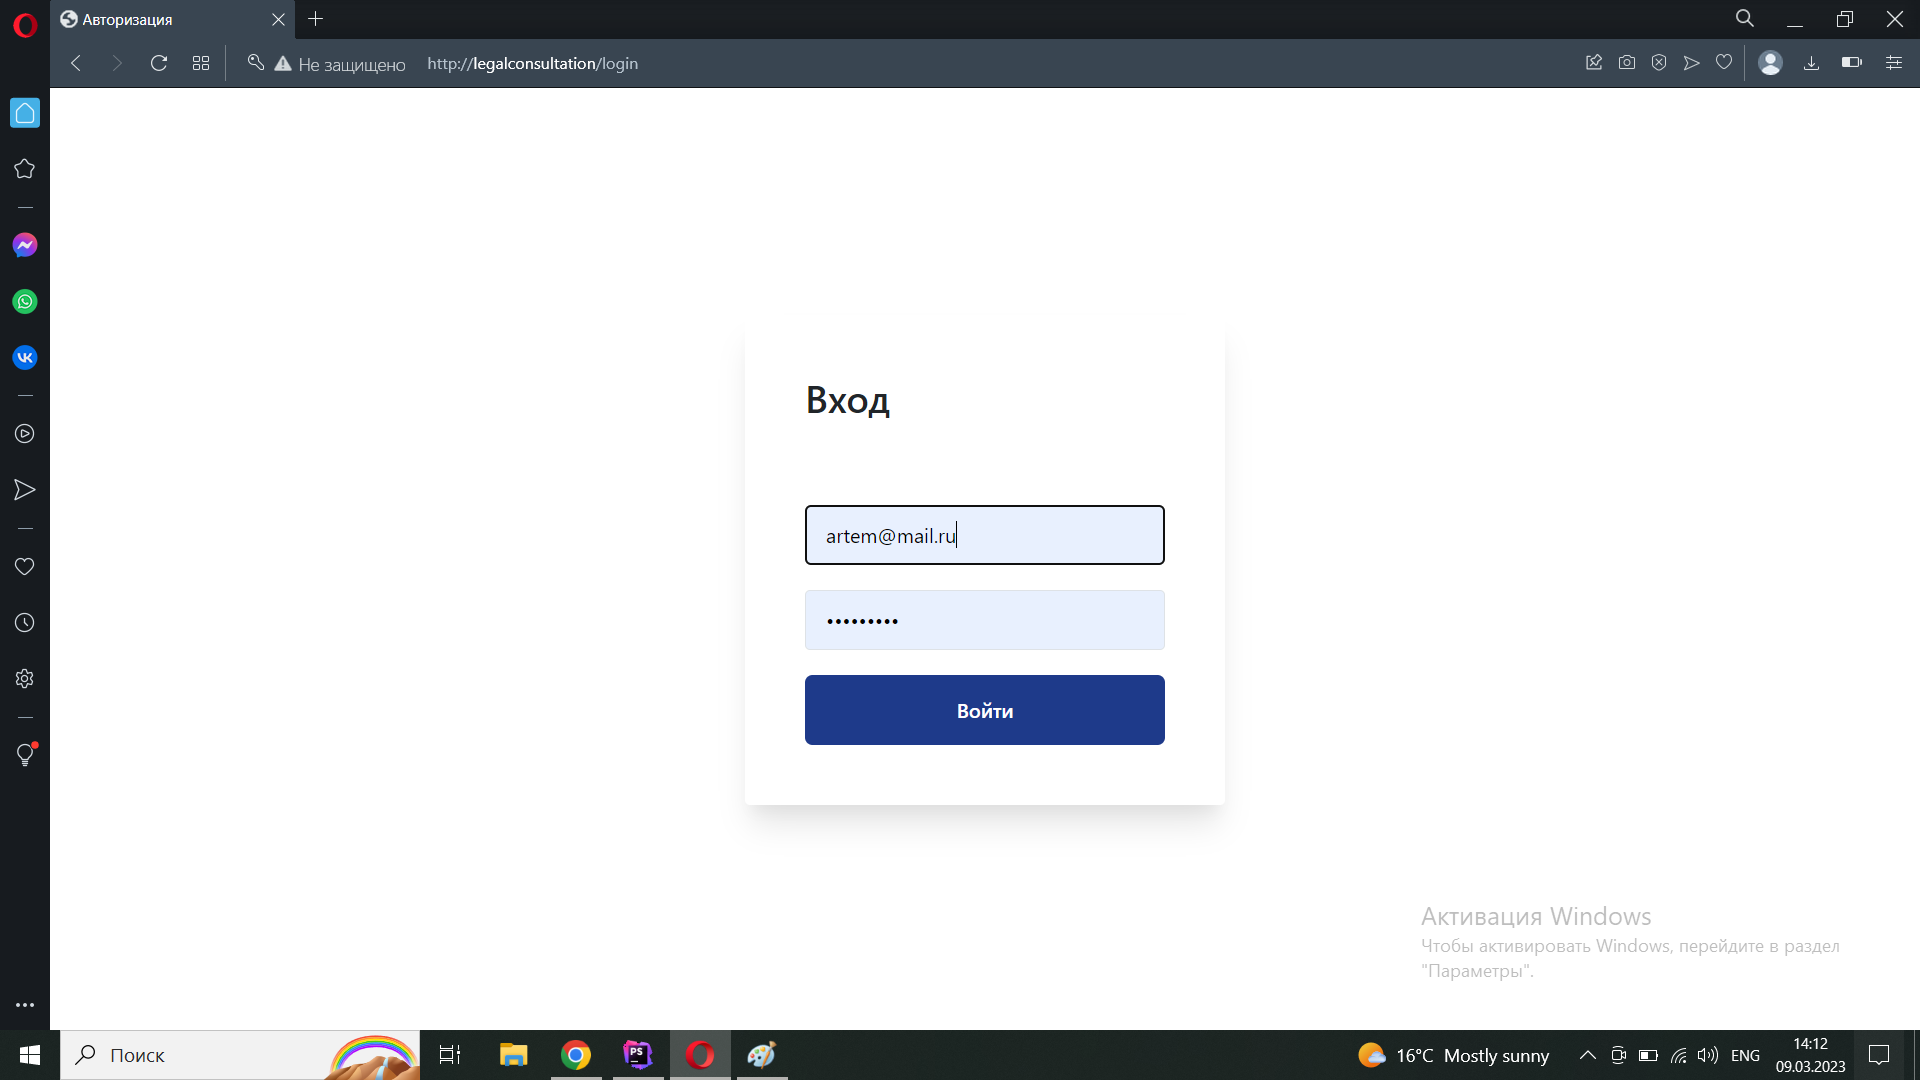 Авторизация
Не защищено
http://legalconsultation/login
Вход
artem@mail.ru
•••••••••
Войти
Активация Windows
Чтобы активировать Windows, перейдите в раздел
"Параметры".
Поиск
PS
16°C Mostly sunny
ENG
14:12
09.03.2023